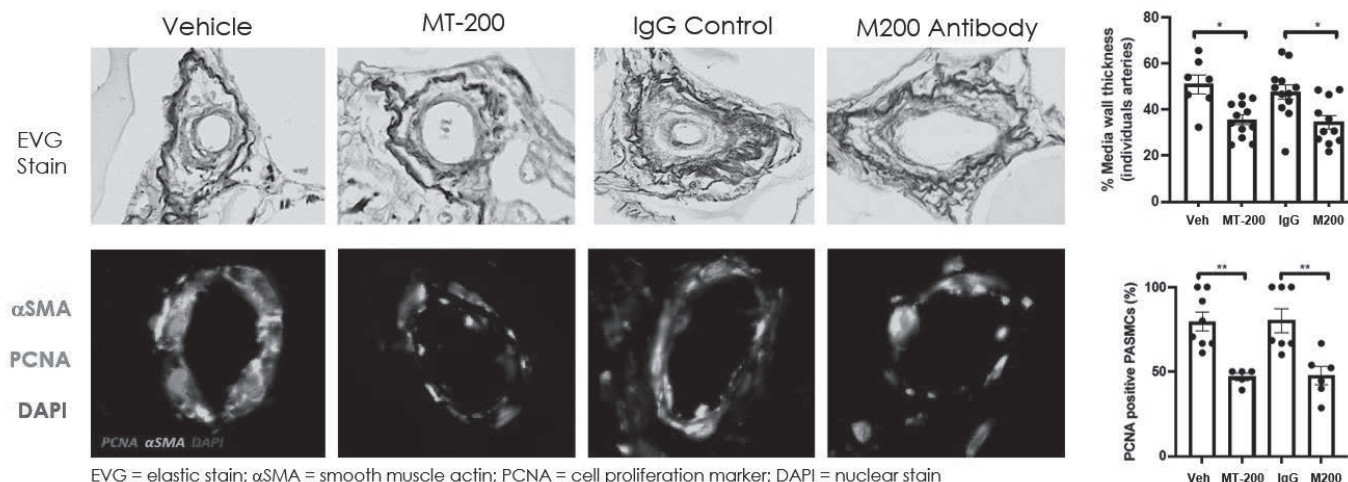 Vehicle
MT-200
IgG Control
M200 Antibody
EVG
Stain
αSMA
PCNA
DAPI
PCNA αSMA DAPI
EVG = elastic stain; αSMA = smooth muscle actin; PCNA = cell proliferation marker; DAPI = nuclear stain
% Media wall thickness
(individuals arteries)
80
60
40
20
0
*
*
Veh MT-200 IgG M200
PCNA positive PASMCs (%)
100
50
0
**
**
Veh MT-200 IgG M200